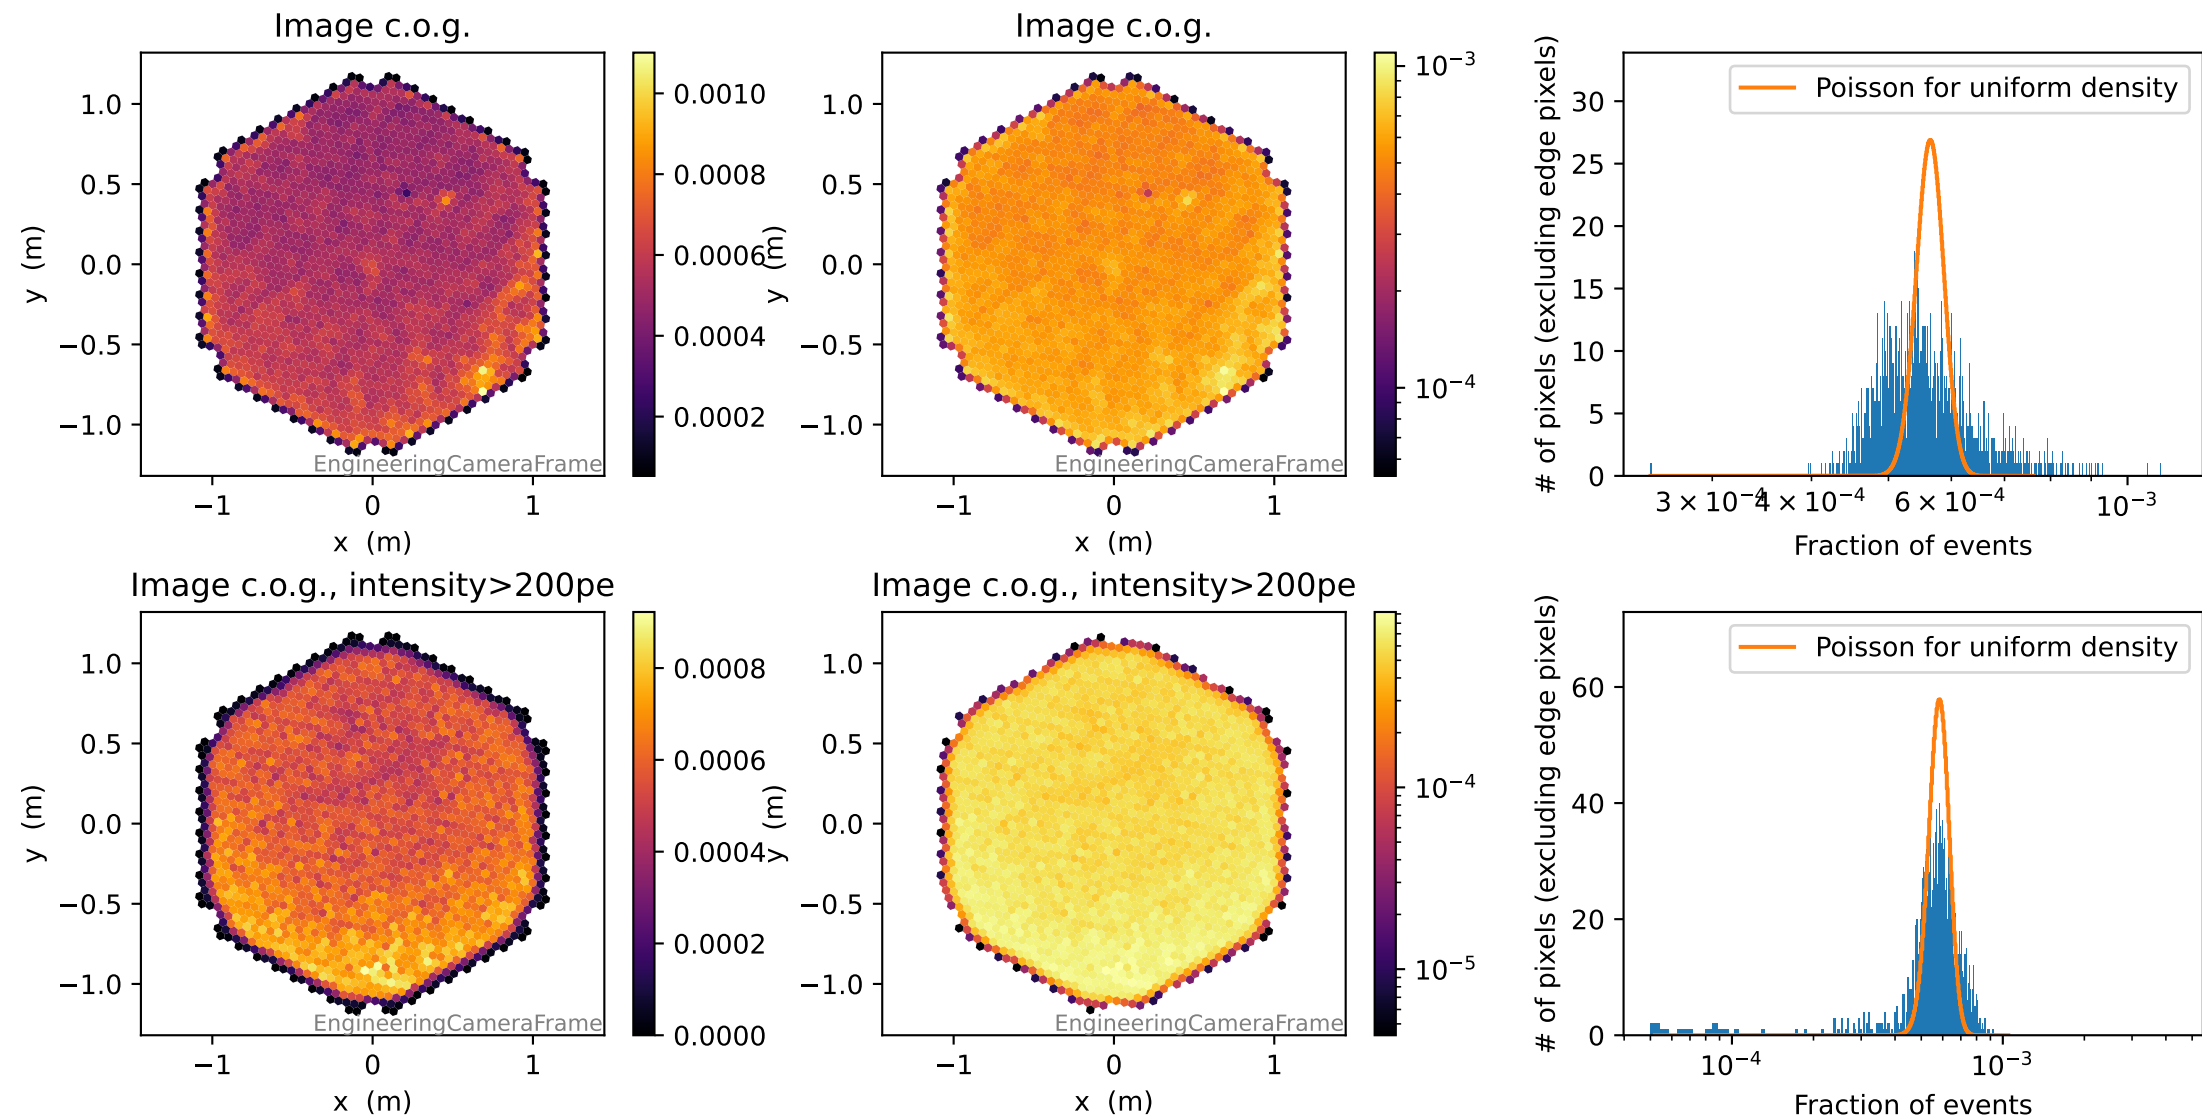 Image c.o.g.
y (m)
1.0
0.5
0.0
−0.5
−1.0
EngineeringCameraFrame
−1 0 1
x (m)
0.0010
0.0008
0.0006
0.0004
0.0002
Image c.o.g.
y (m)
1.0
0.5
0.0
−0.5
−1.0
EngineeringCameraFrame
−1 0 1
x (m)
10⁻³
10⁻⁴
# of pixels (excluding edge pixels)
30
25
20
15
10
5
0
Poisson for uniform density
3 × 10⁻⁴ 4 × 10⁻⁴ 6 × 10⁻⁴ 10⁻³
Fraction of events
Image c.o.g., intensity>200pe
y (m)
1.0
0.5
0.0
−0.5
−1.0
EngineeringCameraFrame
−1 0 1
x (m)
0.0008
0.0006
0.0004
0.0002
0.0000
Image c.o.g., intensity>200pe
y (m)
1.0
0.5
0.0
−0.5
−1.0
EngineeringCameraFrame
−1 0 1
x (m)
10⁻⁴
10⁻⁵
# of pixels (excluding edge pixels)
60
40
20
0
Poisson for uniform density
10⁻⁴ 10⁻³
Fraction of events